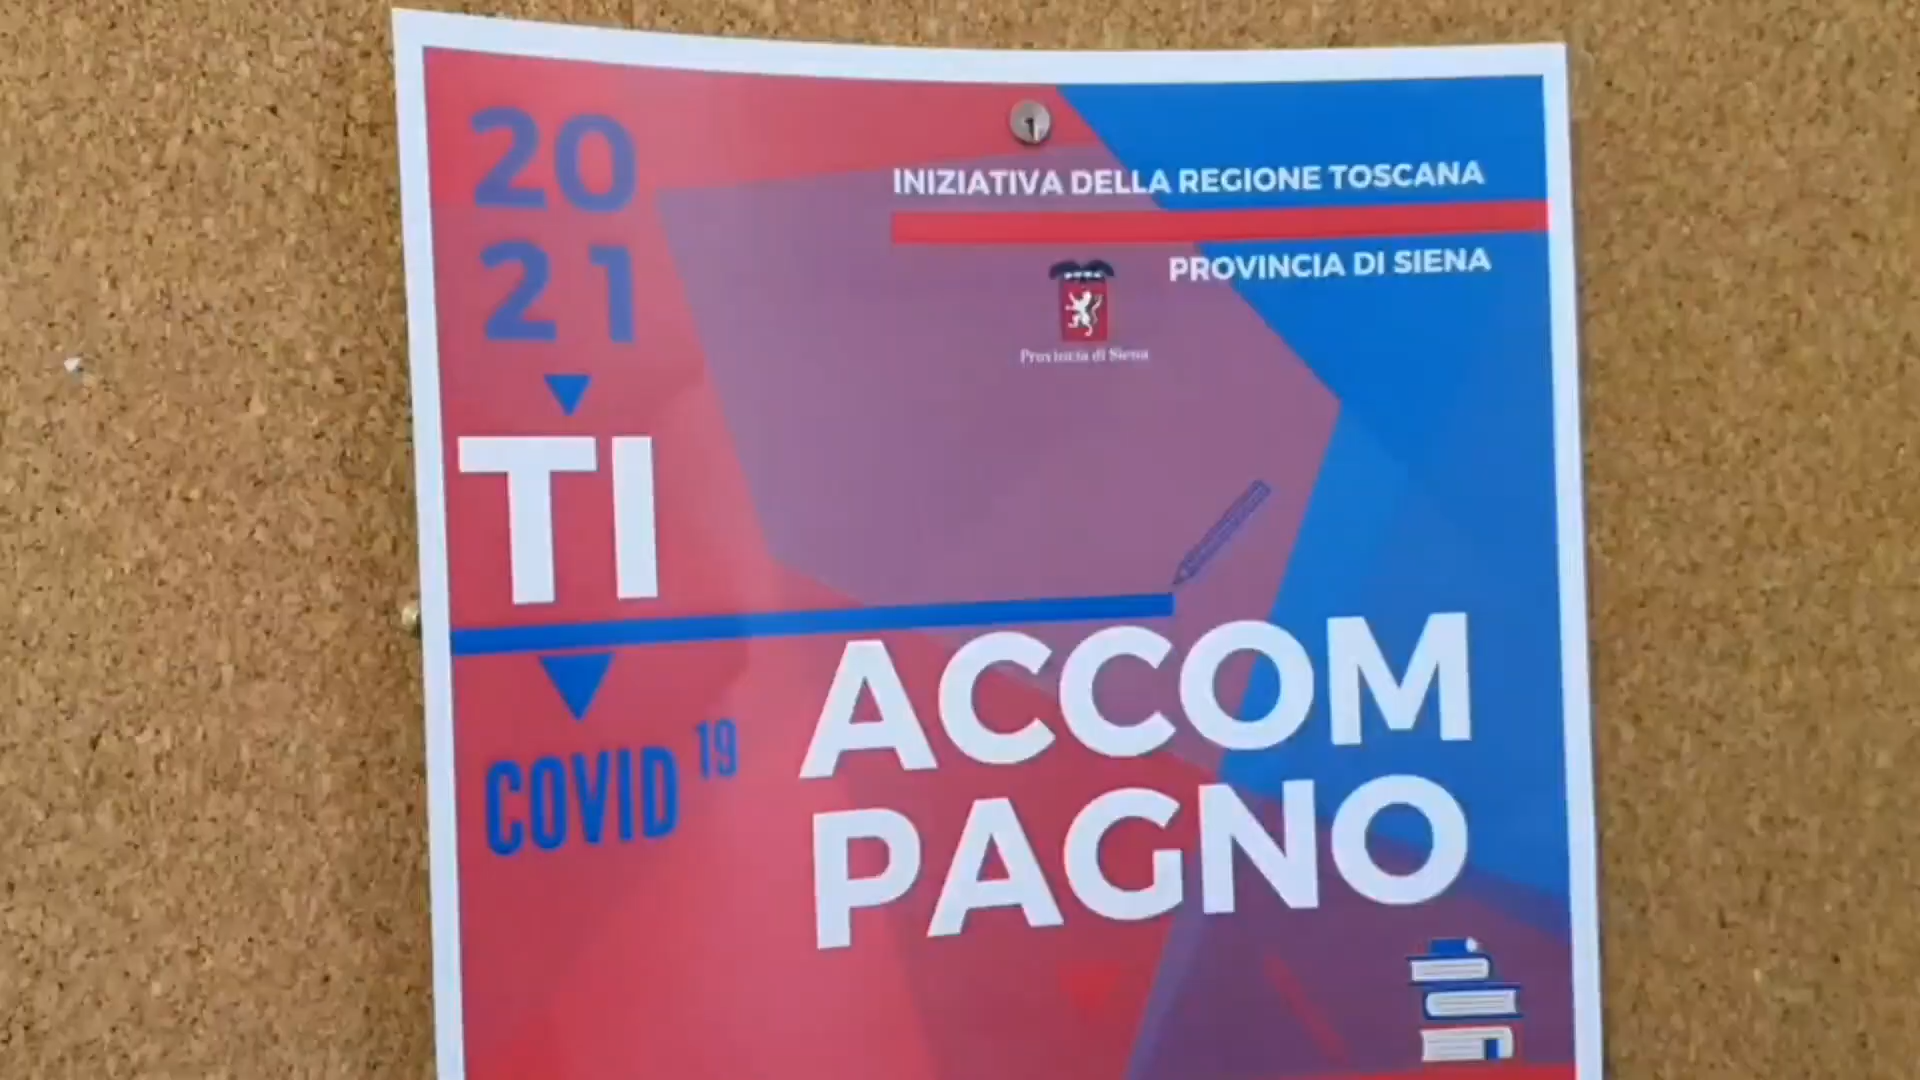 20
21
INIZIATIVA DELLA REGIONE TOSCANA
PROVINCIA DI SIENA
Provincia di Siena
TI
ACCOM
PAGNO
COVID 19